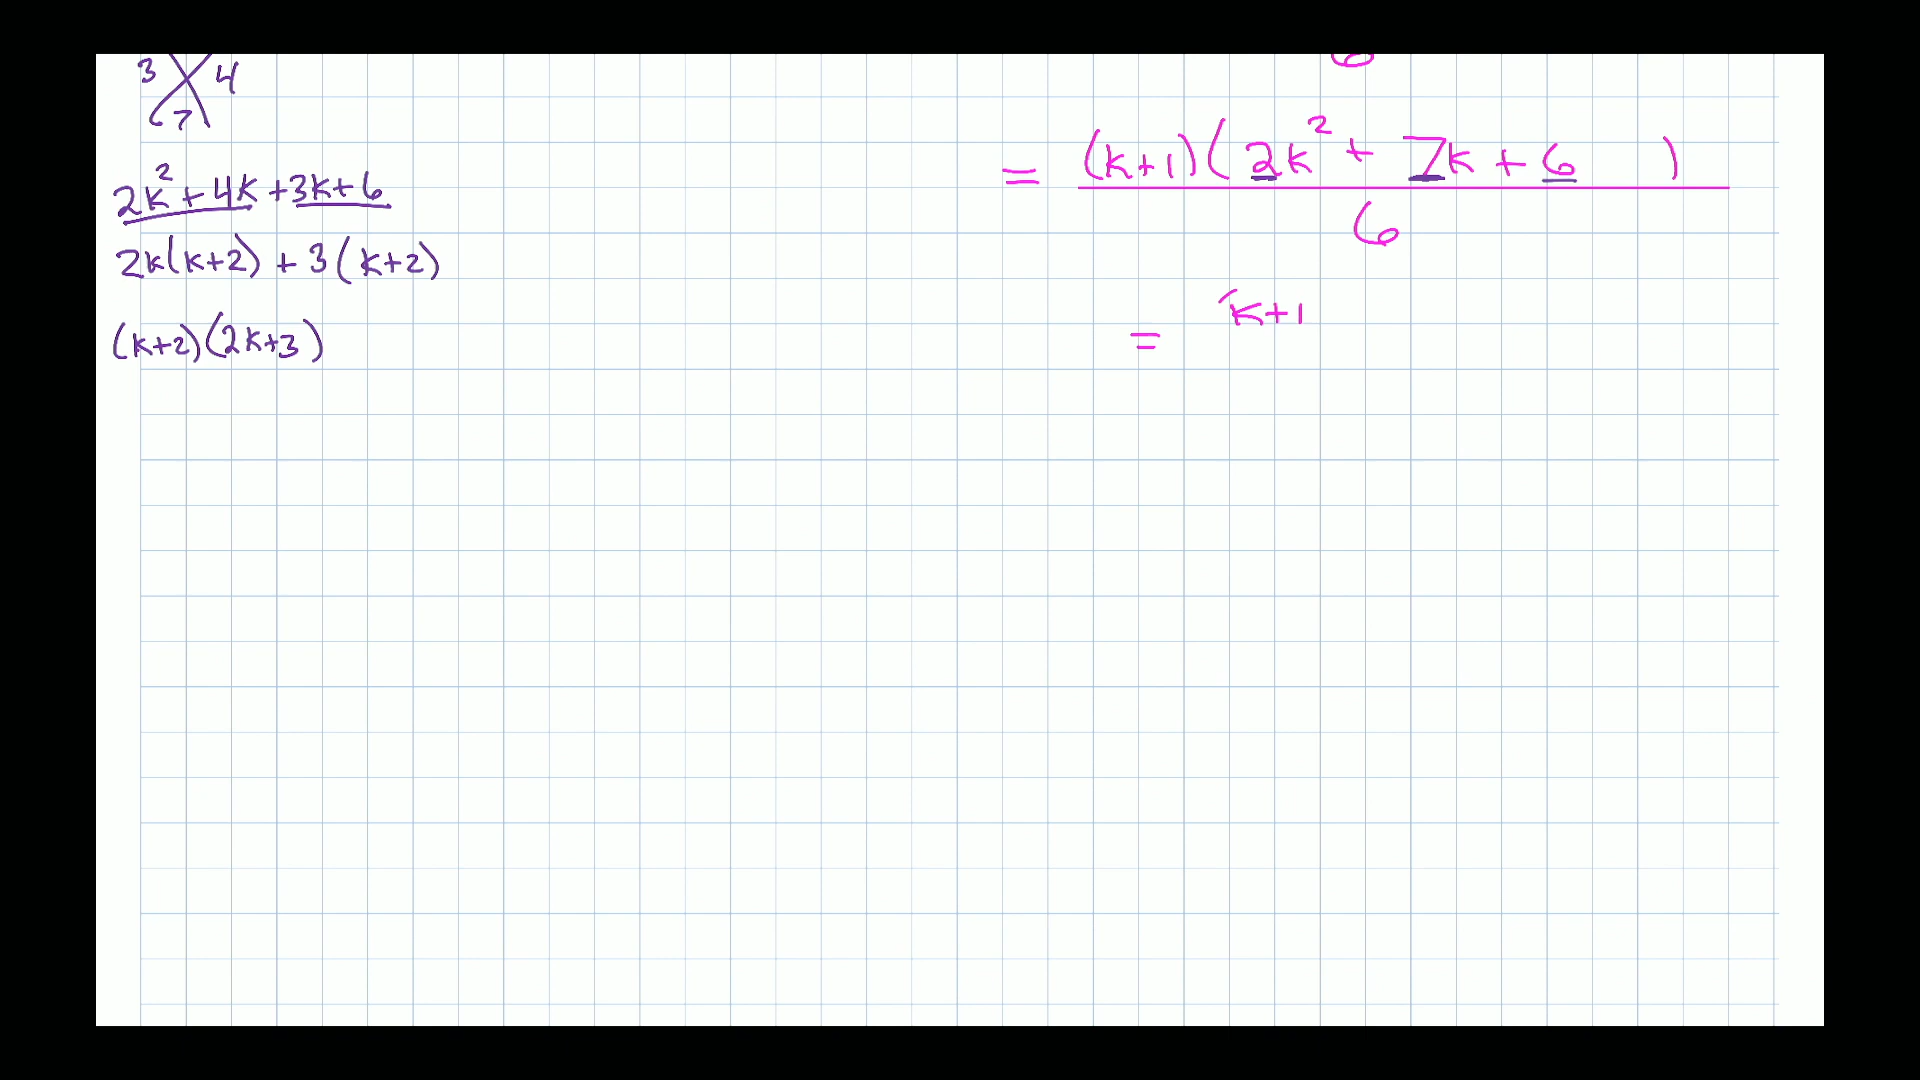 3 4
7
2k² + 4k + 3k + 6
2k(k+2) + 3(k+2)
(k+2)(2k+3)
6
= (k+1)(2k² + 7k + 6)
6
= (k+1